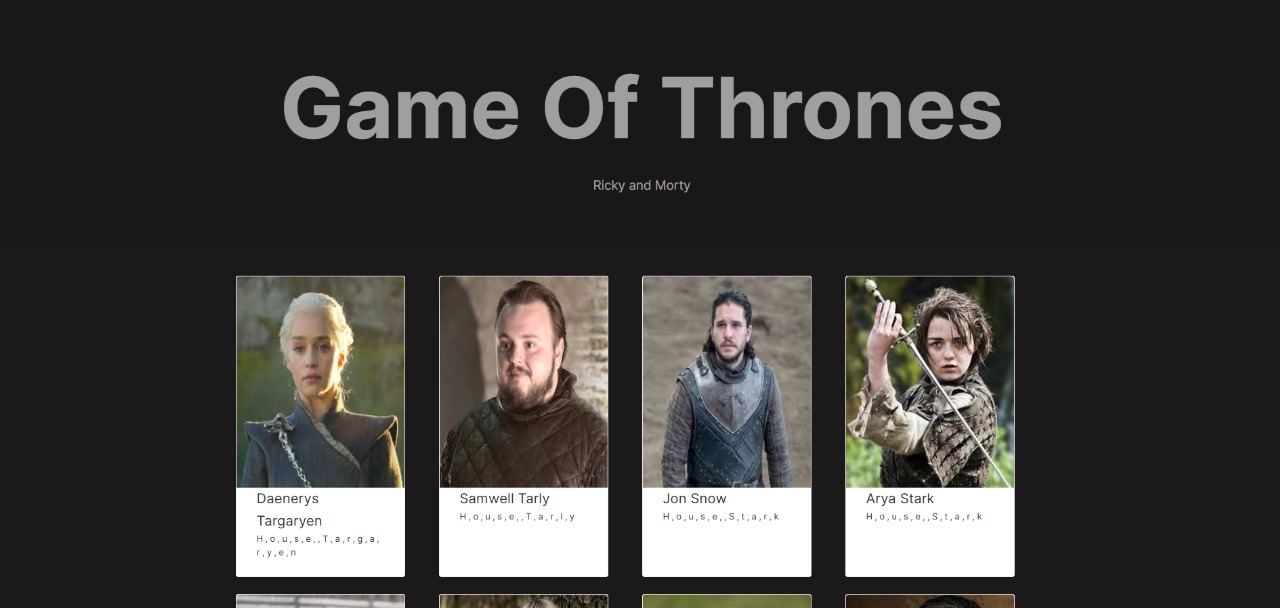 Game Of Thrones
Ricky and Morty
Daenerys
Targaryen
H,o,u,s,e,,T,a,r,g,a,
r,y,e,n
Samwell Tarly
H,o,u,s,e,,T,a,r,l,y
Jon Snow
H,o,u,s,e,,S,t,a,r,k
Arya Stark
H,o,u,s,e,,S,t,a,r,k